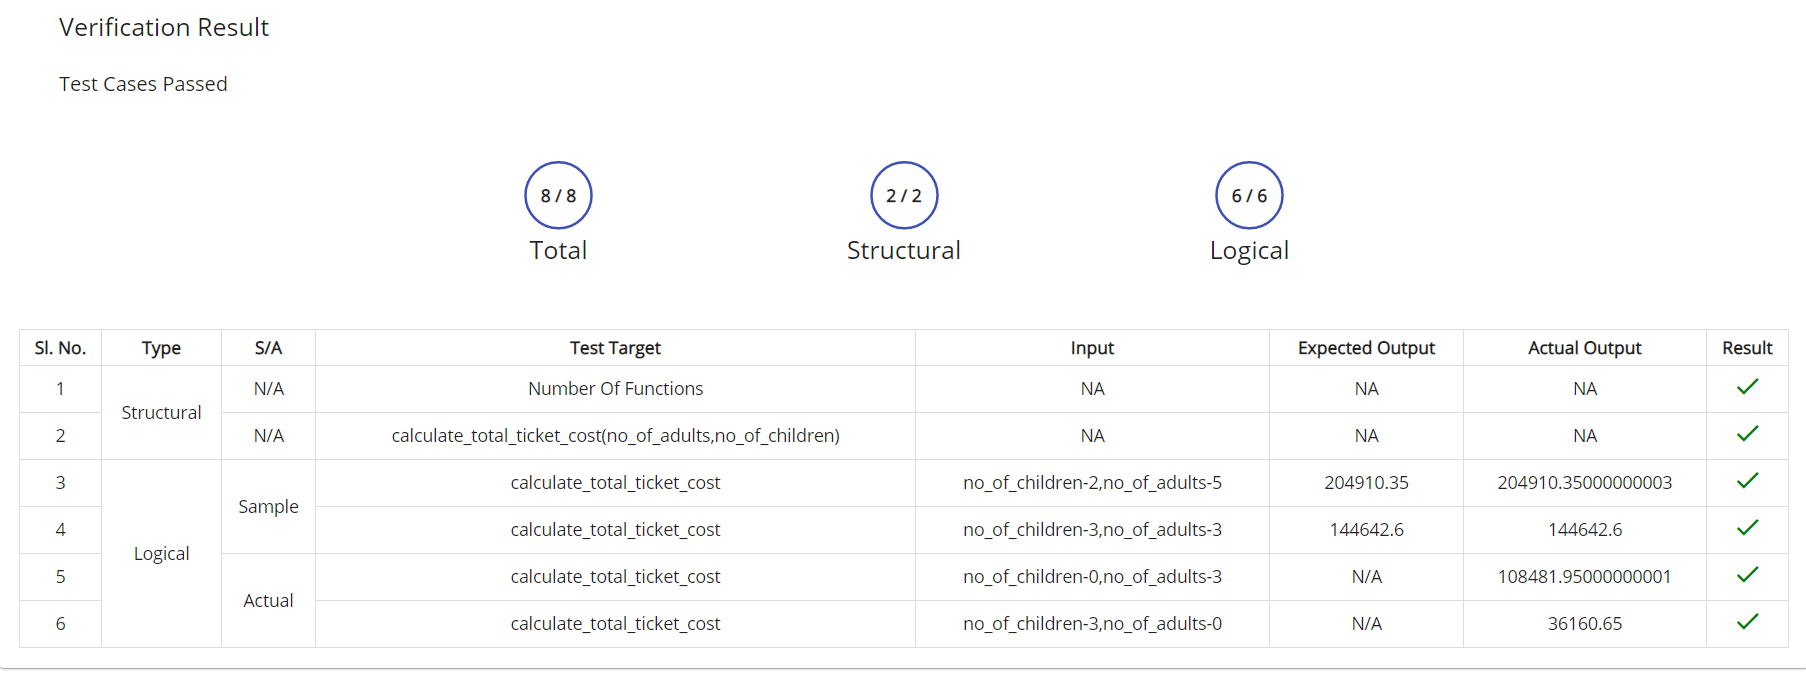 Verification Result
Test Cases Passed
8 / 8
2 / 2
6 / 6
Total
Structural
Logical
Sl. No. Type S/A Test Target Input Expected Output Actual Output Result
1 Structural N/A Number Of Functions NA NA NA
2 N/A calculate_total_ticket_cost(no_of_adults,no_of_children) NA NA NA
3 Logical Sample calculate_total_ticket_cost no_of_children-2,no_of_adults-5 204910.35 204910.35000000003
4 calculate_total_ticket_cost no_of_children-3,no_of_adults-3 144642.6 144642.6
5 Actual calculate_total_ticket_cost no_of_children-0,no_of_adults-3 N/A 108481.95000000001
6 calculate_total_ticket_cost no_of_children-3,no_of_adults-0 N/A 36160.65